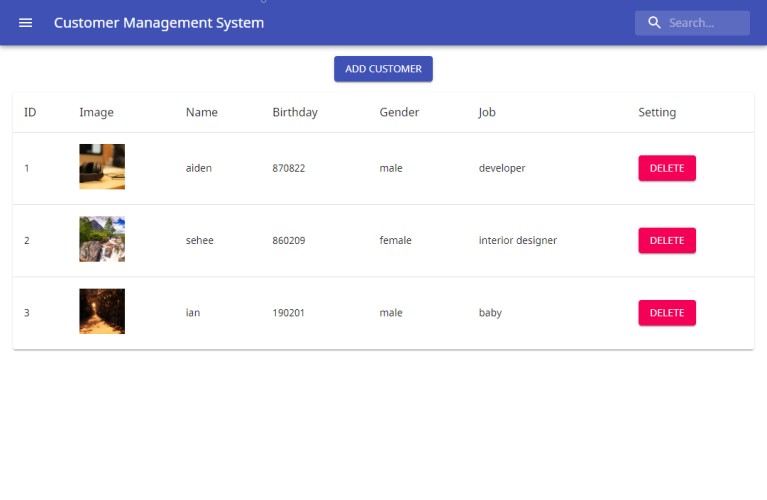 Customer Management System Search...
ADD CUSTOMER
ID Image Name Birthday Gender Job Setting
1 aiden 870822 male developer DELETE
2 sehee 860209 female interior designer DELETE
3 ian 190201 male baby DELETE